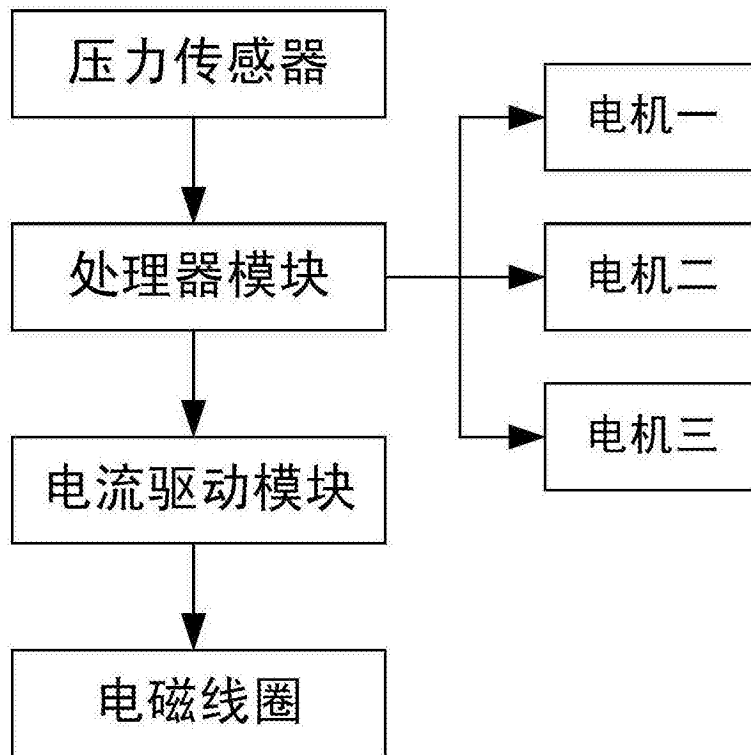 压力传感器
处理器模块
电流驱动模块
电磁线圈
电机一
电机二
电机三